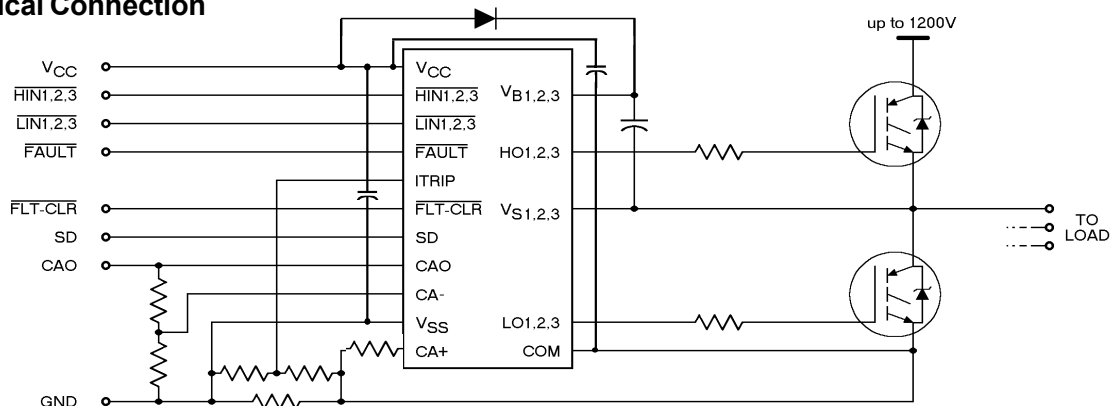 ical Connection
up to 1200V
VCC
HIN1,2,3
LIN1,2,3
FAULT
FLT-CLR
SD
CAO
GND
VCC
HIN1,2,3
LIN1,2,3
FAULT
ITRIP
FLT-CLR
SD
CAO
CA-
VSS
CA+
VB1,2,3
HO1,2,3
VS1,2,3
LO1,2,3
COM
TO
LOAD